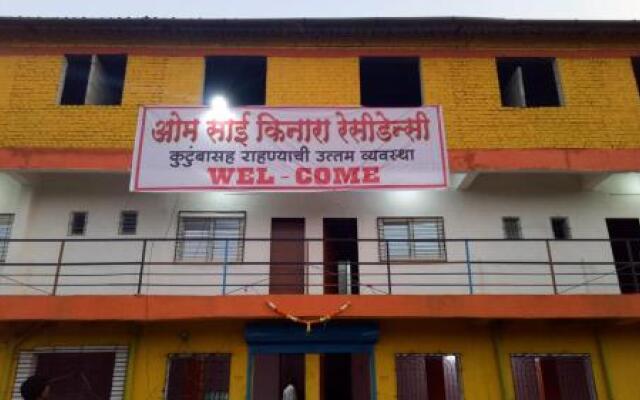 ओम साई किनारा रेसीडेन्सी
कुटुंबासह राहण्याची उत्तम व्यवस्था
WEL - COME